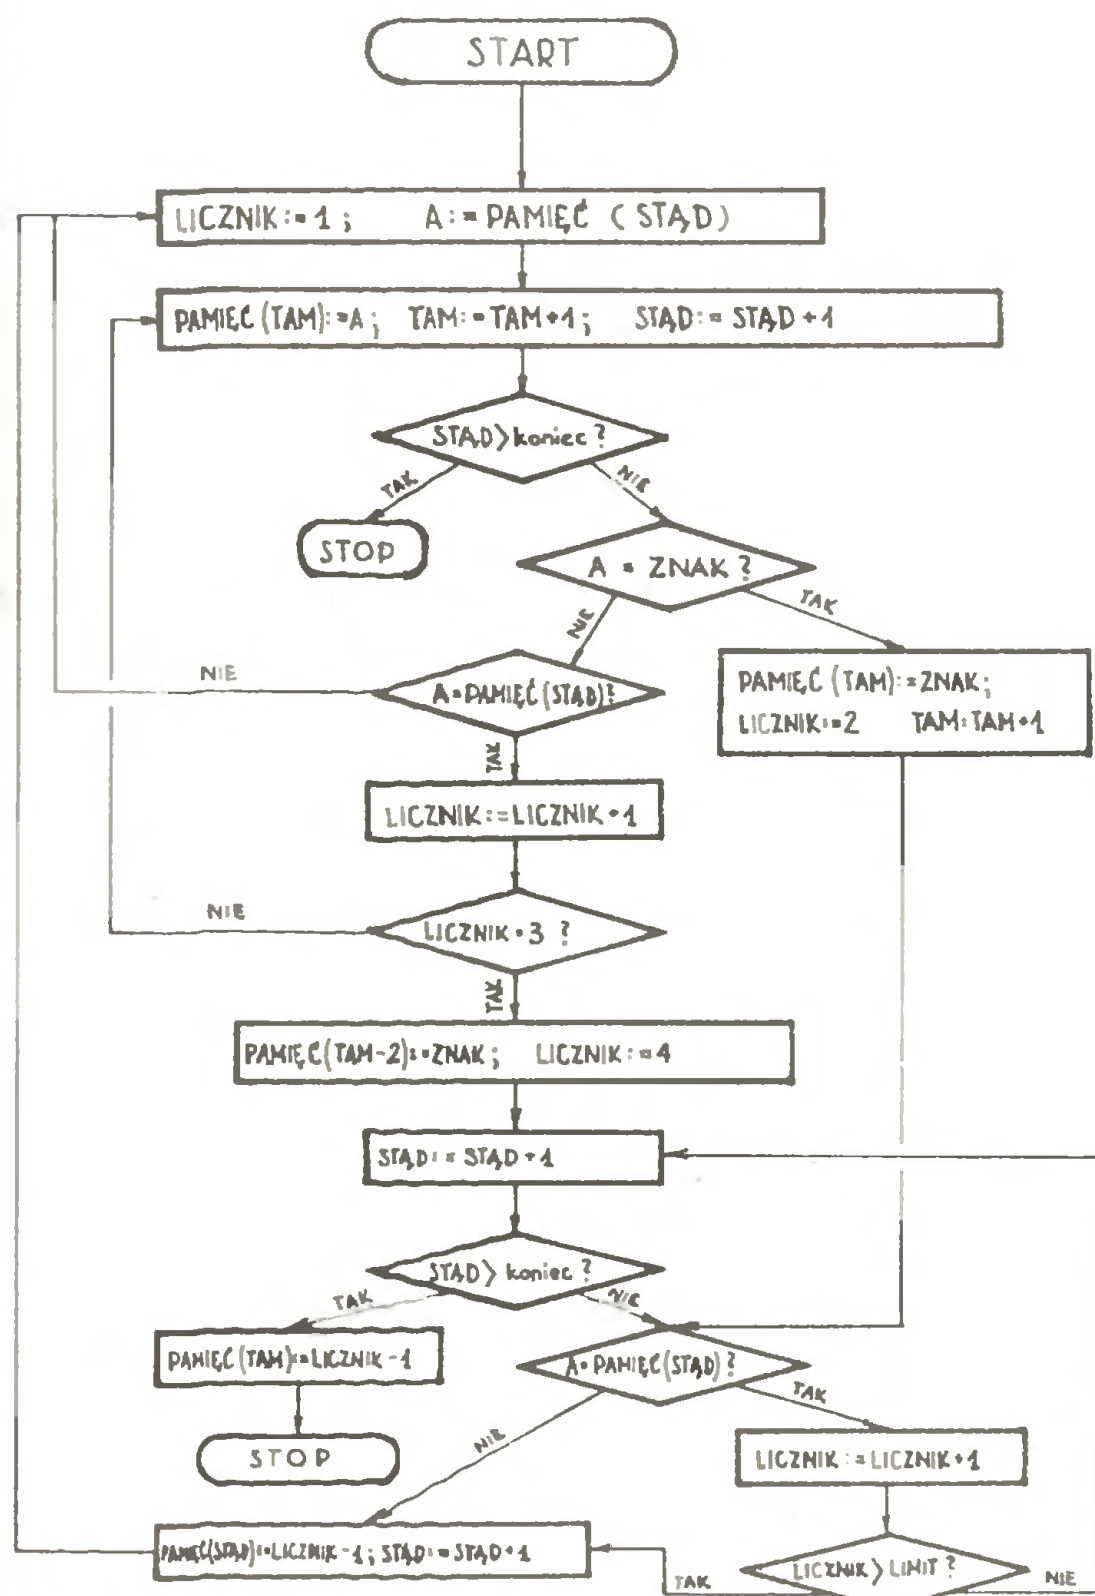 START
LICZNIK:=1; A:=PAMIĘĆ (STĄD)
PAMIĘĆ(TAM):=A; TAM:=TAM+1; STĄD:=STĄD+1
STĄD>koniec?
TAK
NIE
STOP
A = ZNAK?
NIE
TAK
NIE
A=PAMIĘĆ(STĄD)?
PAMIĘĆ(TAM):=ZNAK;
LICZNIK:=2 TAM:TAM+1
TAK
LICZNIK:=LICZNIK+1
NIE
LICZNIK=3 ?
TAK
PAMIĘĆ(TAM-2):=ZNAK; LICZNIK:=4
STĄD:=STĄD+1
STĄD>koniec?
TAK
NIE
PAMIĘĆ(TAM):=LICZNIK-1
A=PAMIĘĆ(STĄD)?
TAK
NIE
STOP
LICZNIK:=LICZNIK+1
PAMIĘĆ(STĄD):=LICZNIK-1; STĄD:=STĄD+1
LICZNIK>LIMIT?
TAK
NIE